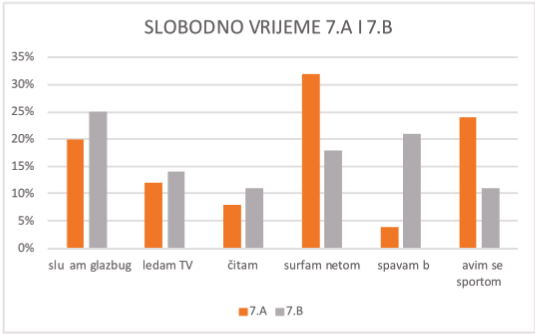 SLOBODNO VRIJEME 7.A I 7.B
35%
30%
25%
20%
15%
10%
5%
0%
slu am glazbug ledam TV čitam surfam netom spavam b avim se
sportom
7.A 7.B